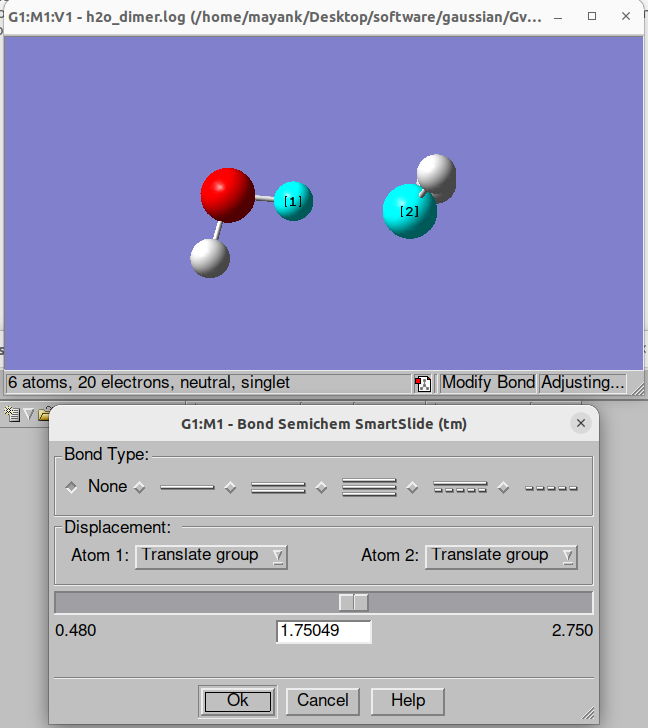 G1:M1:V1 - h2o_dimer.log (/home/mayank/Desktop/software/gaussian/Gv...
[1]
[2]
6 atoms, 20 electrons, neutral, singlet Modify Bond Adjusting...
G1:M1 - Bond Semichem SmartSlide (tm)
Bond Type:
None
Displacement:
Atom 1: Translate group Atom 2: Translate group
0.480 1.75049 2.750
Ok Cancel Help